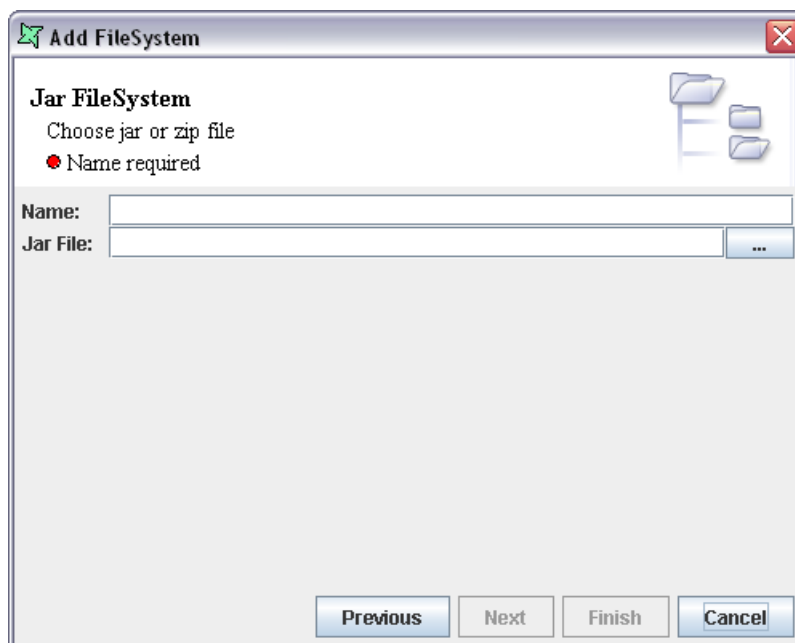 Add FileSystem
Jar FileSystem
Choose jar or zip file
Name required
Name:
Jar File:
...
Previous Next Finish Cancel